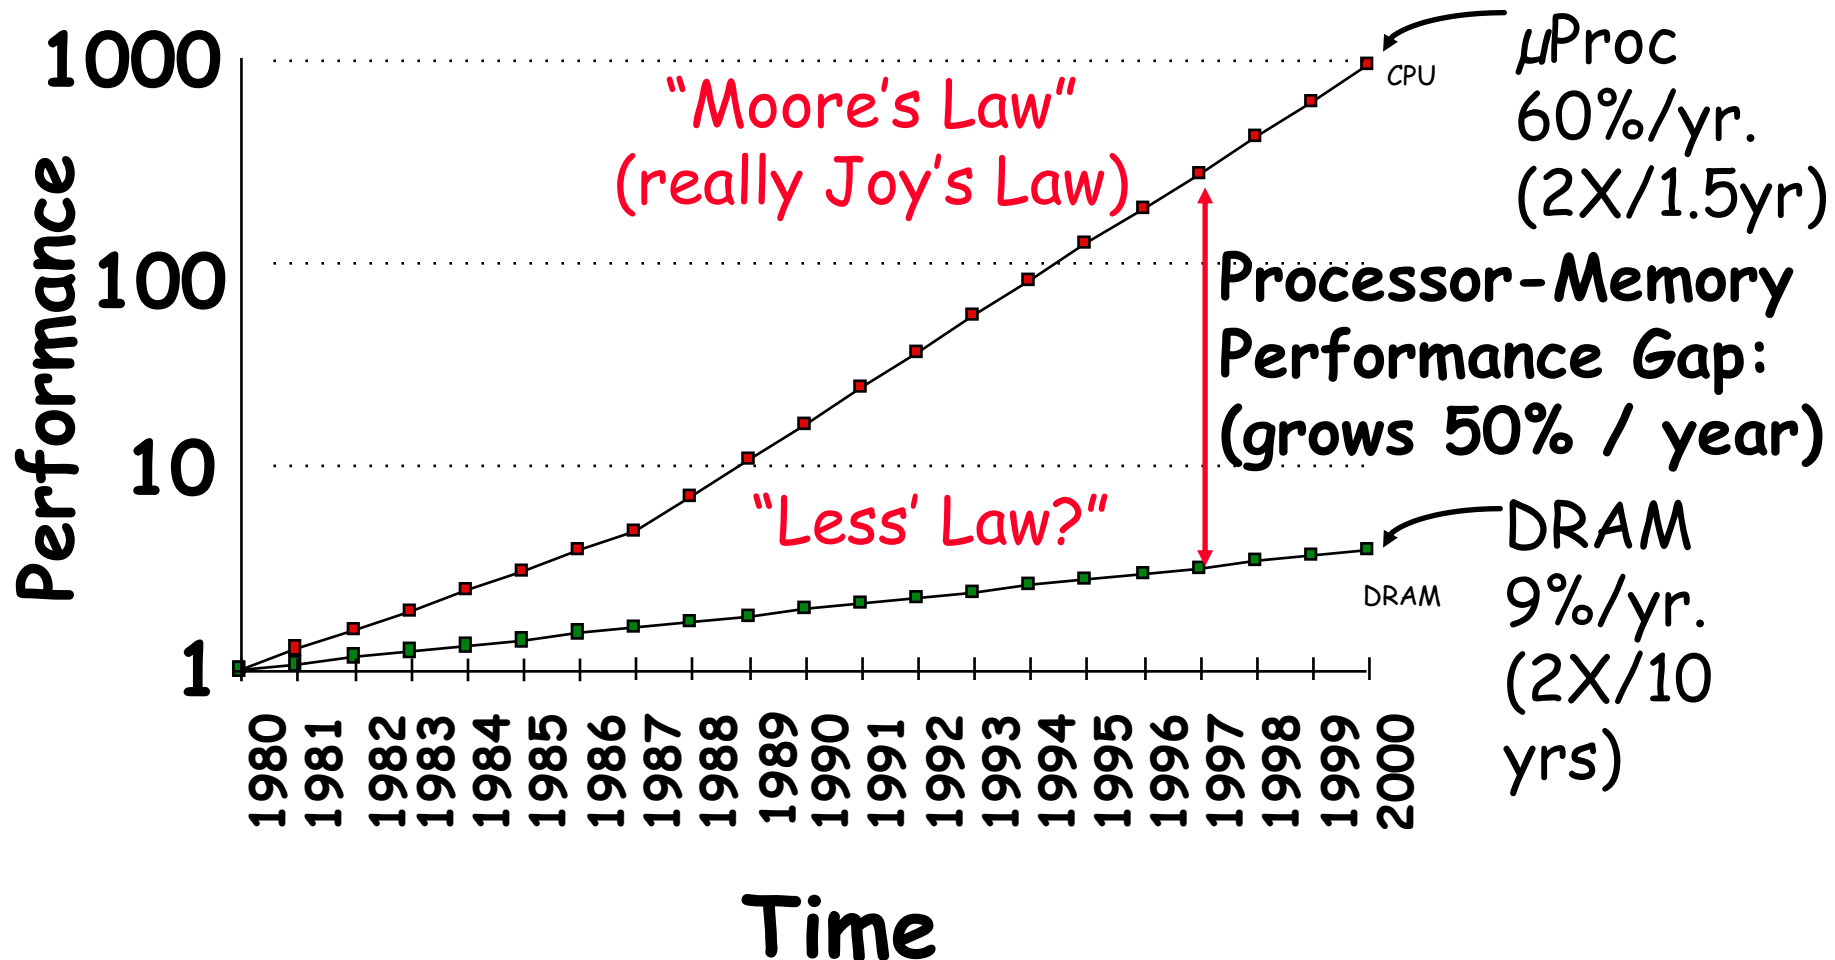 1000
100
10
1
Performance
“Moore’s Law”
(really Joy’s Law)
CPU
µProc
60%/yr.
(2X/1.5yr)
Processor-Memory
Performance Gap:
(grows 50% / year)
“Less’ Law?”
DRAM
DRAM
9%/yr.
(2X/10
yrs)
1980
1981
1982
1983
1984
1985
1986
1987
1988
1989
1990
1991
1992
1993
1994
1995
1996
1997
1998
1999
2000
Time